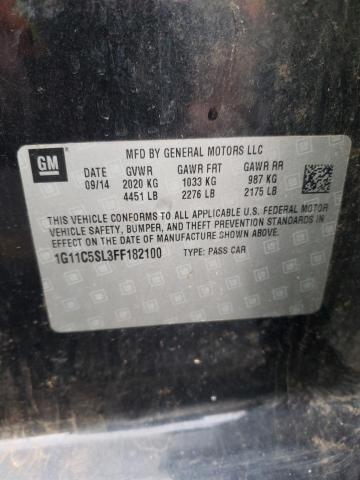 GM
MFD BY GENERAL MOTORS LLC
DATE GVWR GAWR FRT GAWR RR
09/14 2020 KG 1033 KG 987 KG
4451 LB 2276 LB 2175 LB
THIS VEHICLE CONFORMS TO ALL APPLICABLE U.S. FEDERAL MOTOR
VEHICLE SAFETY, BUMPER, AND THEFT PREVENTION STANDARDS IN
EFFECT ON THE DATE OF MANUFACTURE SHOWN ABOVE.
1G11C5SL3FF182100 TYPE: PASS CAR